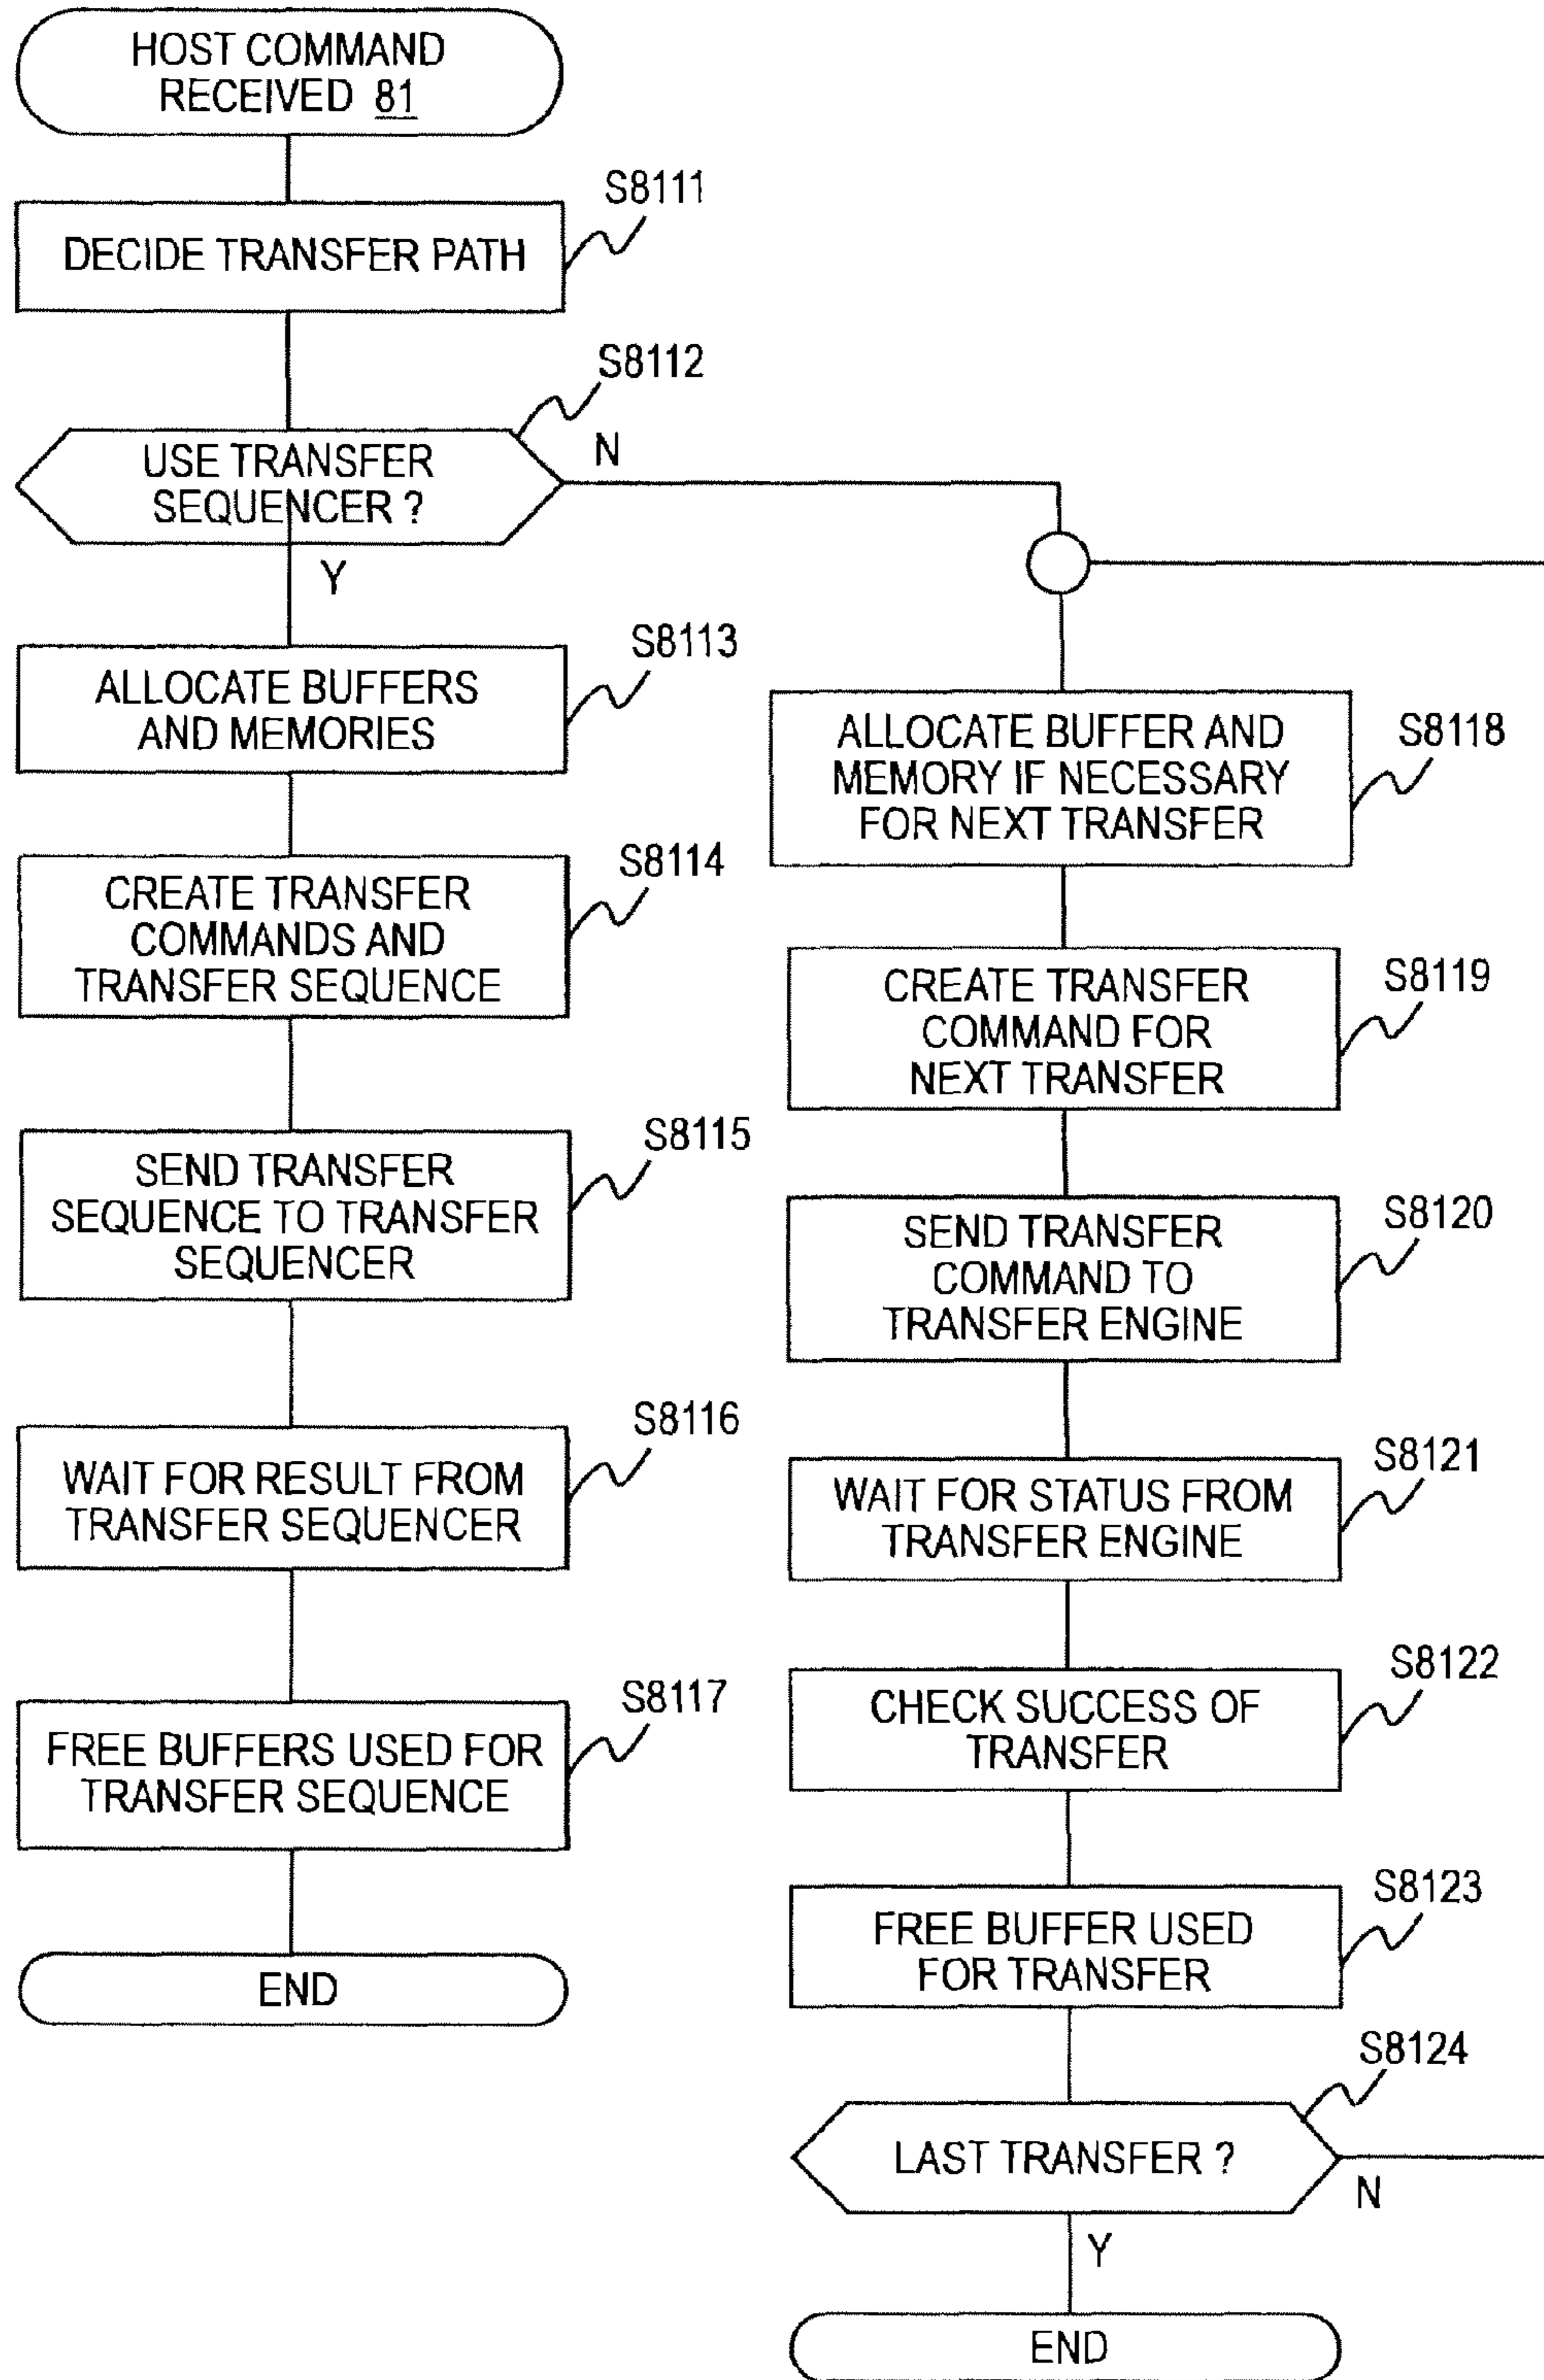 HOST COMMAND
RECEIVED 81
S8111
DECIDE TRANSFER PATH
S8112
USE TRANSFER
SEQUENCER ?
N
Y
S8113
ALLOCATE BUFFERS
AND MEMORIES
S8114
CREATE TRANSFER
COMMANDS AND
TRANSFER SEQUENCE
S8115
SEND TRANSFER
SEQUENCE TO TRANSFER
SEQUENCER
S8116
WAIT FOR RESULT FROM
TRANSFER SEQUENCER
S8117
FREE BUFFERS USED FOR
TRANSFER SEQUENCE
END
S8118
ALLOCATE BUFFER AND
MEMORY IF NECESSARY
FOR NEXT TRANSFER
S8119
CREATE TRANSFER
COMMAND FOR
NEXT TRANSFER
S8120
SEND TRANSFER
COMMAND TO
TRANSFER ENGINE
S8121
WAIT FOR STATUS FROM
TRANSFER ENGINE
S8122
CHECK SUCCESS OF
TRANSFER
S8123
FREE BUFFER USED
FOR TRANSFER
S8124
LAST TRANSFER ?
N
Y
END